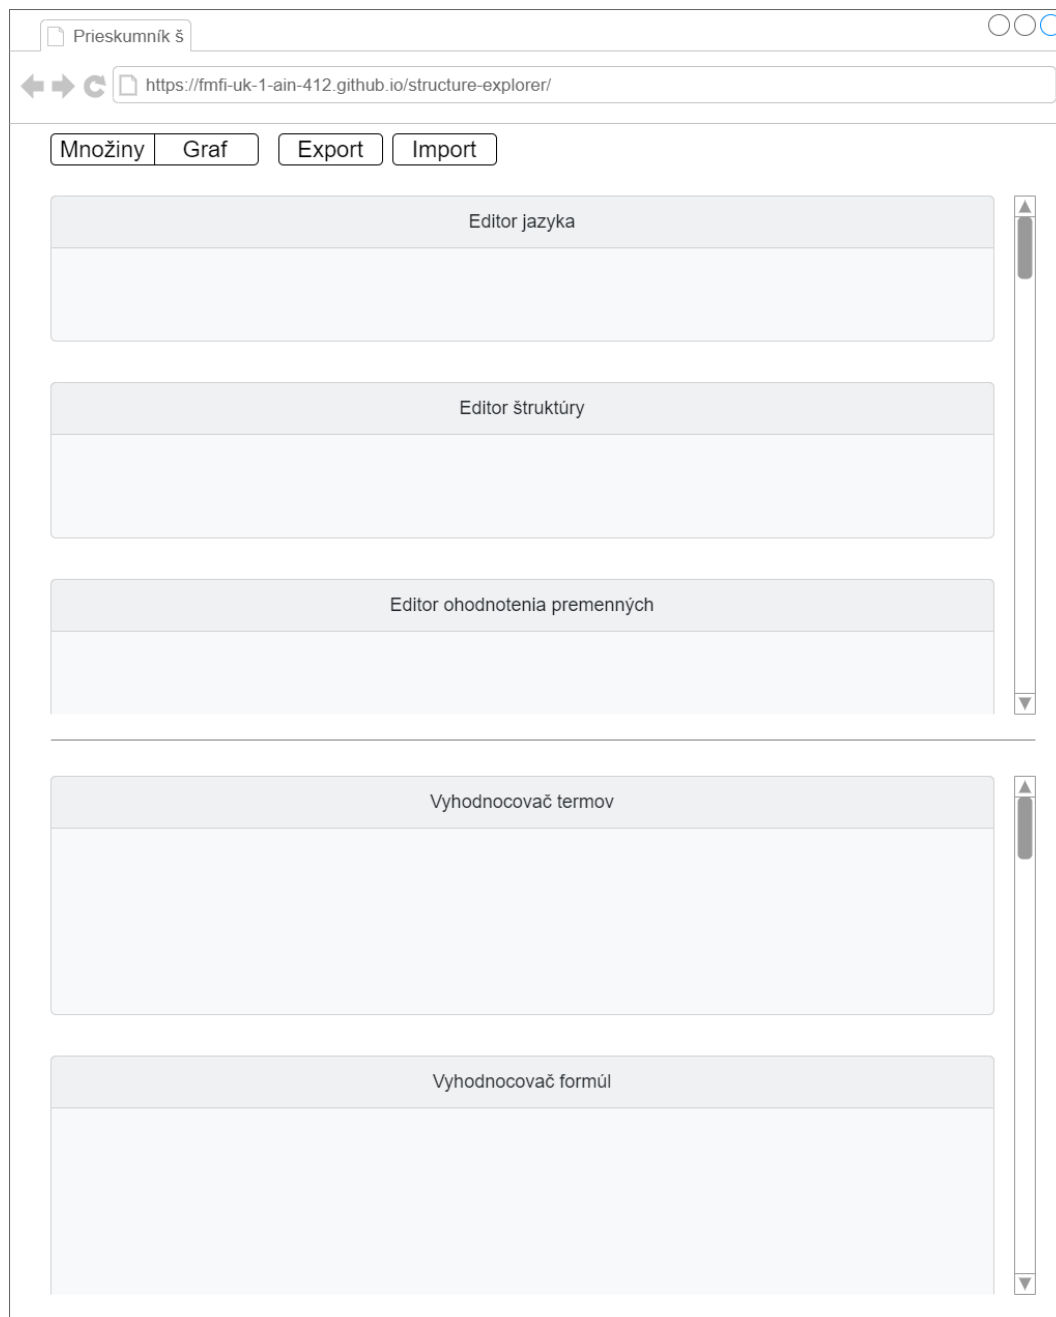 Prieskumník š
https://fmfi-uk-1-ain-412.github.io/structure-explorer/
Množiny Graf Export Import
Editor jazyka
Editor štruktúry
Editor ohodnotenia premenných
Vyhodnocovač termov
Vyhodnocovač formúl